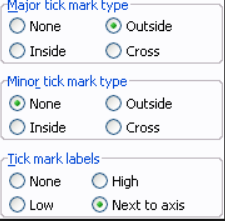 Major tick mark type
None Outside
Inside Cross
Minor tick mark type
None Outside
Inside Cross
Tick mark labels
None High
Low Next to axis